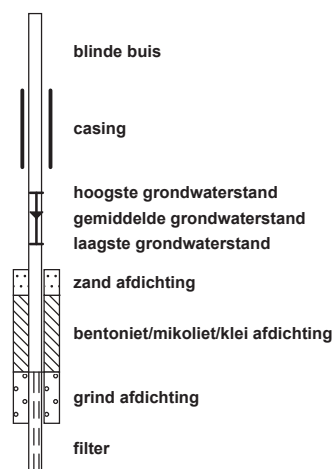 blinde buis
casing
hoogste grondwaterstand
gemiddelde grondwaterstand
laagste grondwaterstand
zand afdichting
bentoniet/mikoliet/klei afdichting
grind afdichting
filter